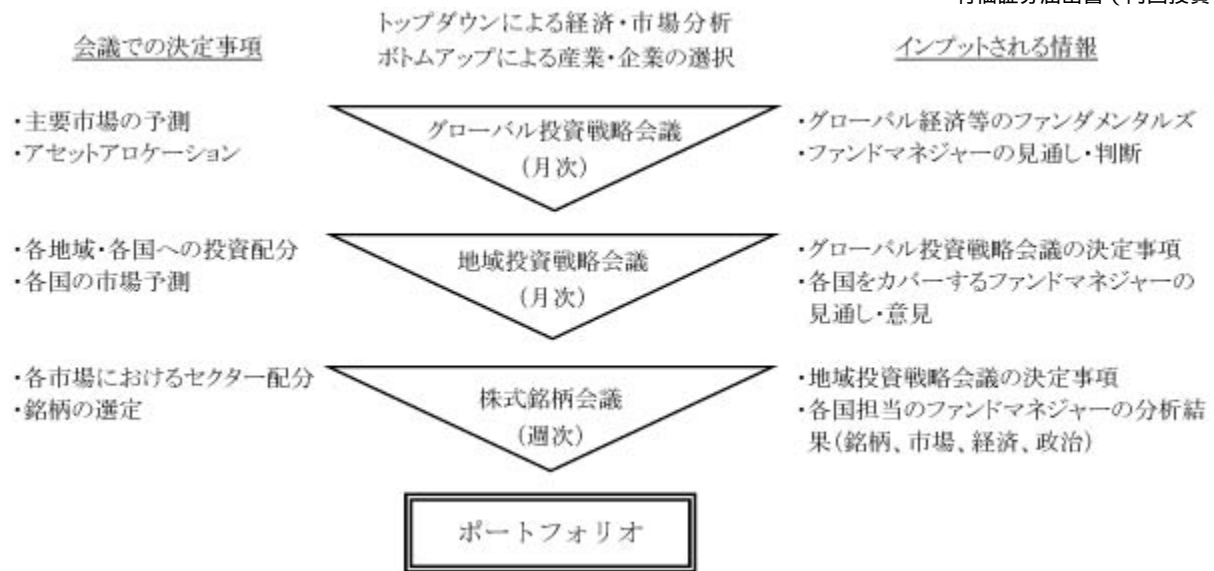 トップダウンによる経済・市場分析
ボトムアップによる産業・企業の選択
会議での決定事項
インプットされる情報
・主要市場の予測
・アセットアロケーション
グローバル投資戦略会議
(月次)
・グローバル経済等のファンダメンタルズ
・ファンドマネジャーの見通し・判断
・各地域・各国への投資配分
・各国の市場予測
地域投資戦略会議
(月次)
・グローバル投資戦略会議の決定事項
・各国をカバーするファンドマネジャーの
見通し・意見
・各市場におけるセクター配分
・銘柄の選定
株式銘柄会議
(週次)
・地域投資戦略会議の決定事項
・各国担当のファンドマネジャーの分析結
果(銘柄、市場、経済、政治)
ポートフォリオ